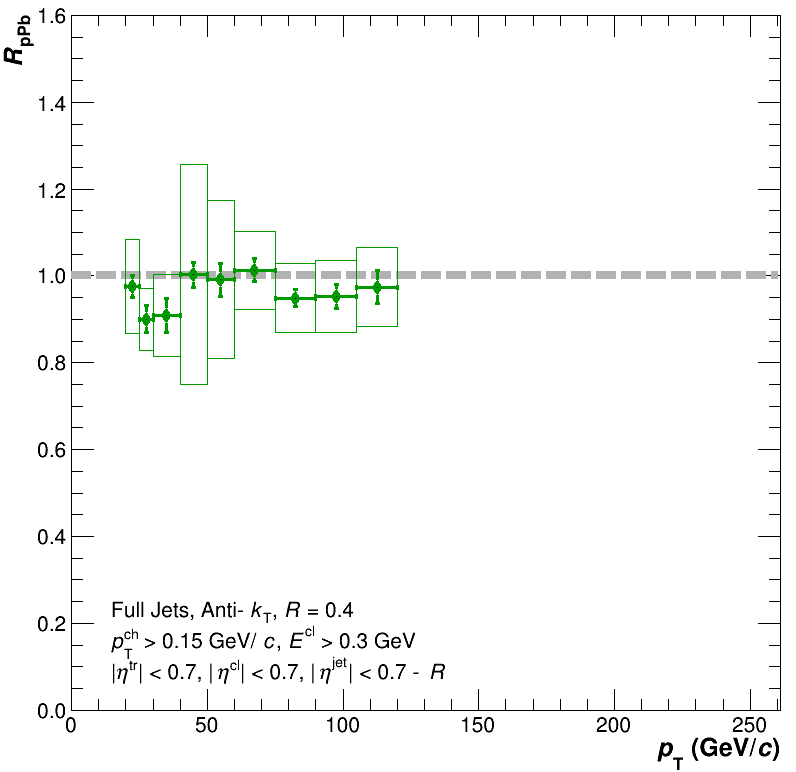 R_pPb
1.6
1.4
1.2
1.0
0.8
0.6
0.4
0.2
0.0
Full Jets, Anti- k_T, R = 0.4
p_T^ch > 0.15 GeV/ c, E^cl > 0.3 GeV
|η^tr| < 0.7, | η^cl| < 0.7, | η^jet| < 0.7 - R
0 50 100 150 200 250
p_T (GeV/c)